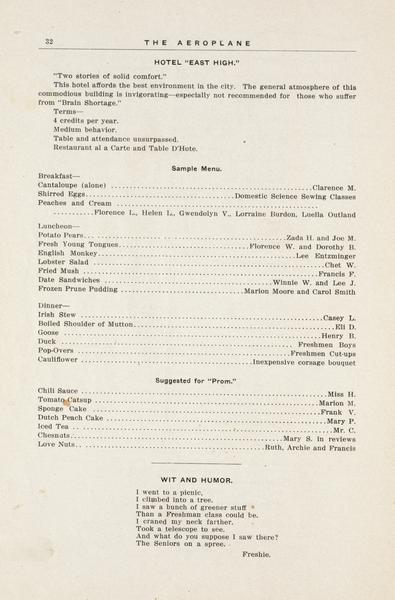 32 THE AEROPLANE
HOTEL "EAST HIGH."
"Two stories of solid comfort."
This hotel affords the best environment in the city. The general atmosphere of this
commodious building is invigorating—especially not recommended for those who suffer
from "Brain Shortage."
Terms—
4 credits per year.
Medium behavior.
Table and attendance unsurpassed.
Restaurant al a Carte and Table D'Hote.
Sample Menu.
Breakfast—
Cantaloupe (alone) ........ Clarence M.
Shirred Eggs ........ Domestic Science Sewing Classes
Peaches and Cream ........
........ Florence L., Helen L., Gwendolyn V., Lorraine Burdon, Luella Outland
Luncheon—
Potato Pears ........ Zada H. and Joe M.
Fresh Young Tongues ........ Florence W. and Dorothy B.
English Monkey ........ Lee Entzminger
Lobster Salad ........ Chet W.
Fried Mush ........ Francis F.
Date Sandwiches ........ Winnie W. and Lee J.
Frozen Prune Pudding ........ Marion Moore and Carol Smith
Dinner—
Irish Stew ........ Casey L.
Boiled Shoulder of Mutton ........ Eli D.
Goose ........ Henry B.
Duck ........ Freshmen Boys
Pop-Overs ........ Freshmen Cut-ups
Cauliflower ........ Inexpensive corsage bouquet
Suggested for "Prom."
Chili Sauce ........ Miss H.
Tomato Catsup ........ Marion M.
Sponge Cake ........ Frank V.
Dutch Peach Cake ........ Mary P.
Iced Tea ........ Mr. C.
Chesnats ........ Mary S. in reviews
Love Nuts ........ Ruth, Archie and Francis
WIT AND HUMOR.
I went to a picnic,
I climbed into a tree.
I saw a bunch of greener stuff
Than a Freshman class could be.
I craned my neck farther.
Took a telescope to see.
And what do you suppose I saw there?
The Seniors on a spree.
Freshie.